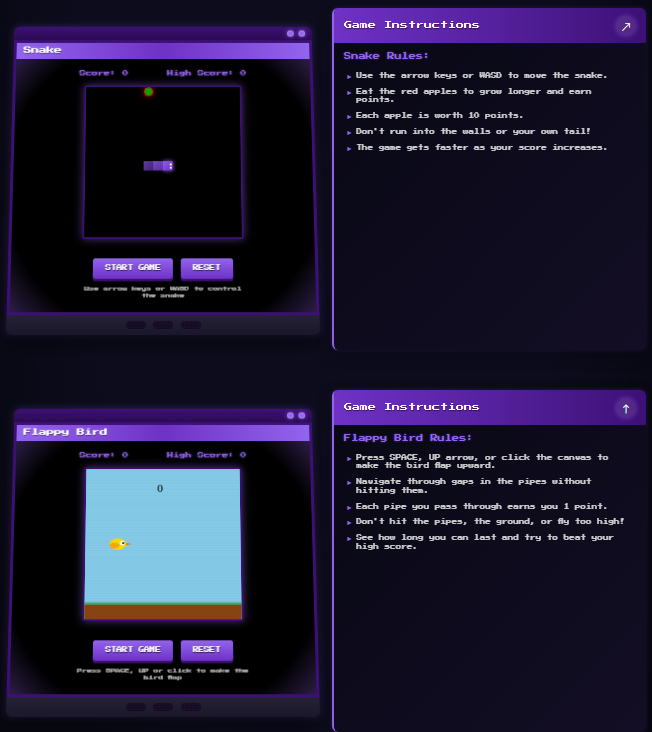 Snake
Score: 0 High Score: 0
START GAME RESET
Use arrow keys or WASD to control
the snake
Game Instructions
Snake Rules:
Use the arrow keys or WASD to move the snake.
Eat the red apples to grow longer and earn
points.
Each apple is worth 10 points.
Don't run into the walls or your own tail!
The game gets faster as your score increases.
Flappy Bird
Score: 0 High Score: 0
0
START GAME RESET
Press SPACE, UP or click to make the
bird flap
Game Instructions
Flappy Bird Rules:
Press SPACE, UP arrow, or click the canvas to
make the bird flap upward.
Navigate through gaps in the pipes without
hitting them.
Each pipe you pass through earns you 1 point.
Don't hit the pipes, the ground, or fly too high!
See how long you can last and try to beat your
high score.